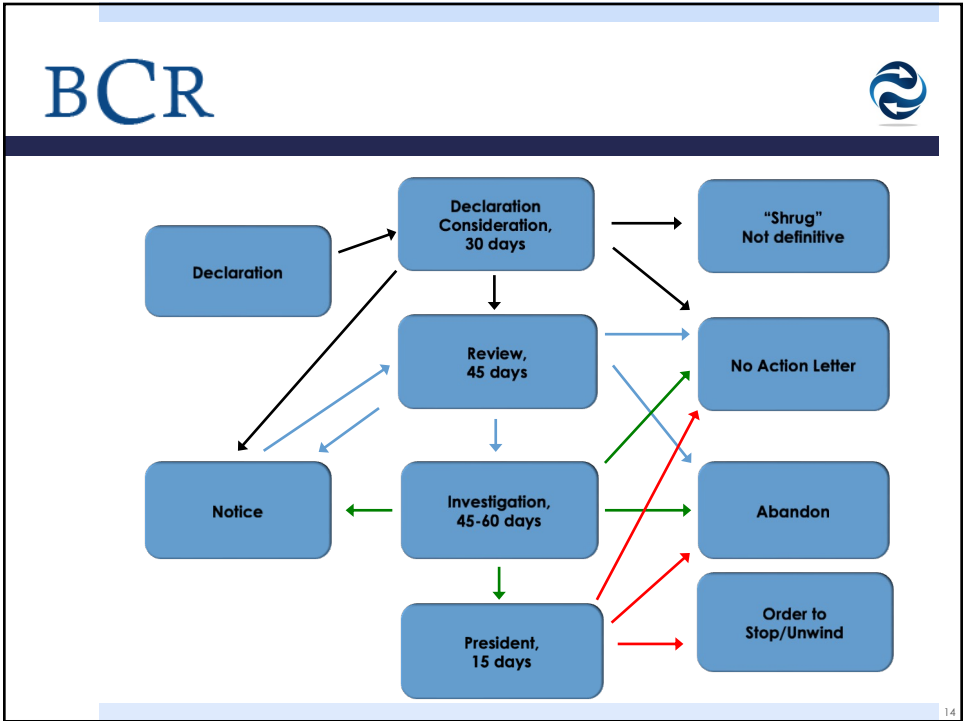 BCR
Declaration
Declaration
Consideration,
30 days
“Shrug”
Not definitive
Review,
45 days
No Action Letter
Notice
Investigation,
45-60 days
Abandon
President,
15 days
Order to
Stop/Unwind
14